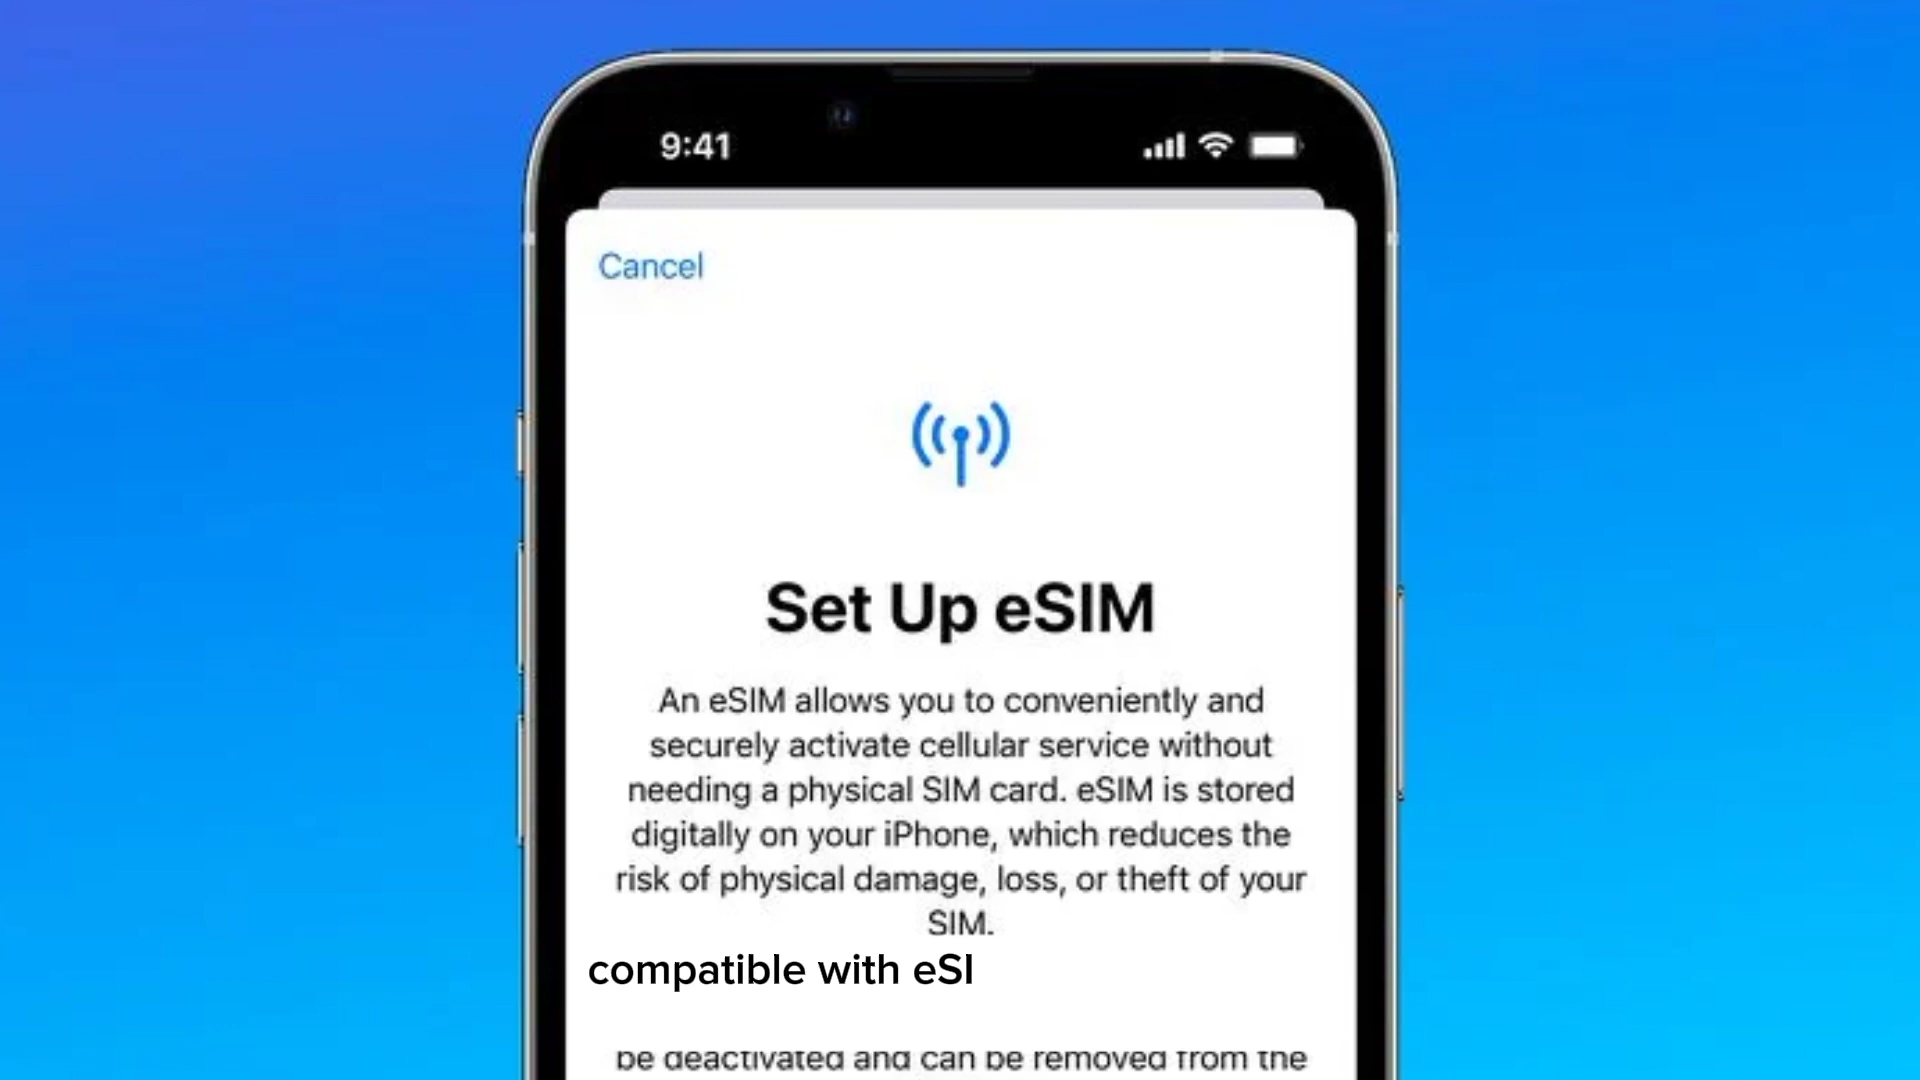 9:41
Cancel
Set Up eSIM
An eSIM allows you to conveniently and
securely activate cellular service without
needing a physical SIM card. eSIM is stored
digitally on your iPhone, which reduces the
risk of physical damage, loss, or theft of your
SIM.
compatible with eSI
be deactivated and can be removed from the